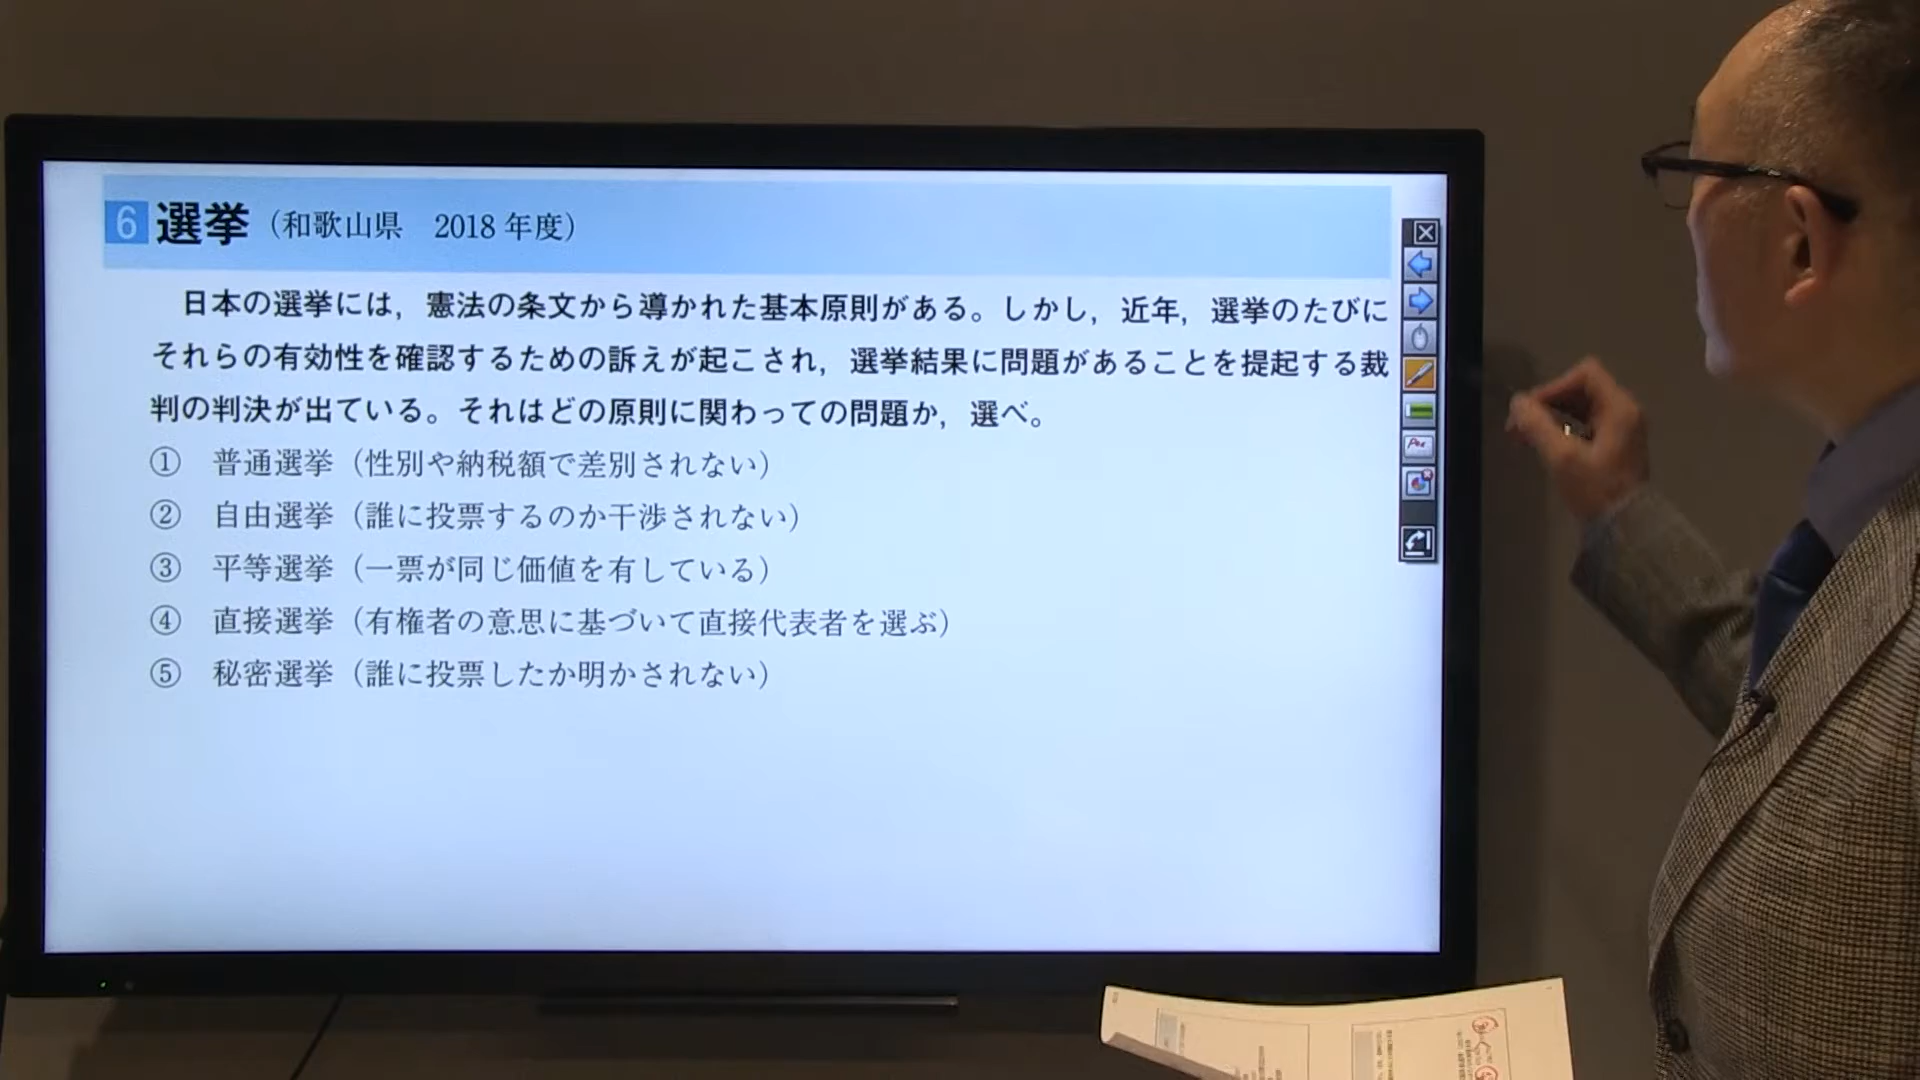 6 選挙（和歌山県　2018 年度）
日本の選挙には，憲法の条文から導かれた基本原則がある。しかし，近年，選挙のたびに
それらの有効性を確認するための訴えが起こされ，選挙結果に問題があることを提起する裁
判の判決が出ている。それはどの原則に関わっての問題か，選べ。
①　普通選挙（性別や納税額で差別されない）
②　自由選挙（誰に投票するのか干渉されない）
③　平等選挙（一票が同じ価値を有している）
④　直接選挙（有権者の意思に基づいて直接代表者を選ぶ）
⑤　秘密選挙（誰に投票したか明かされない）